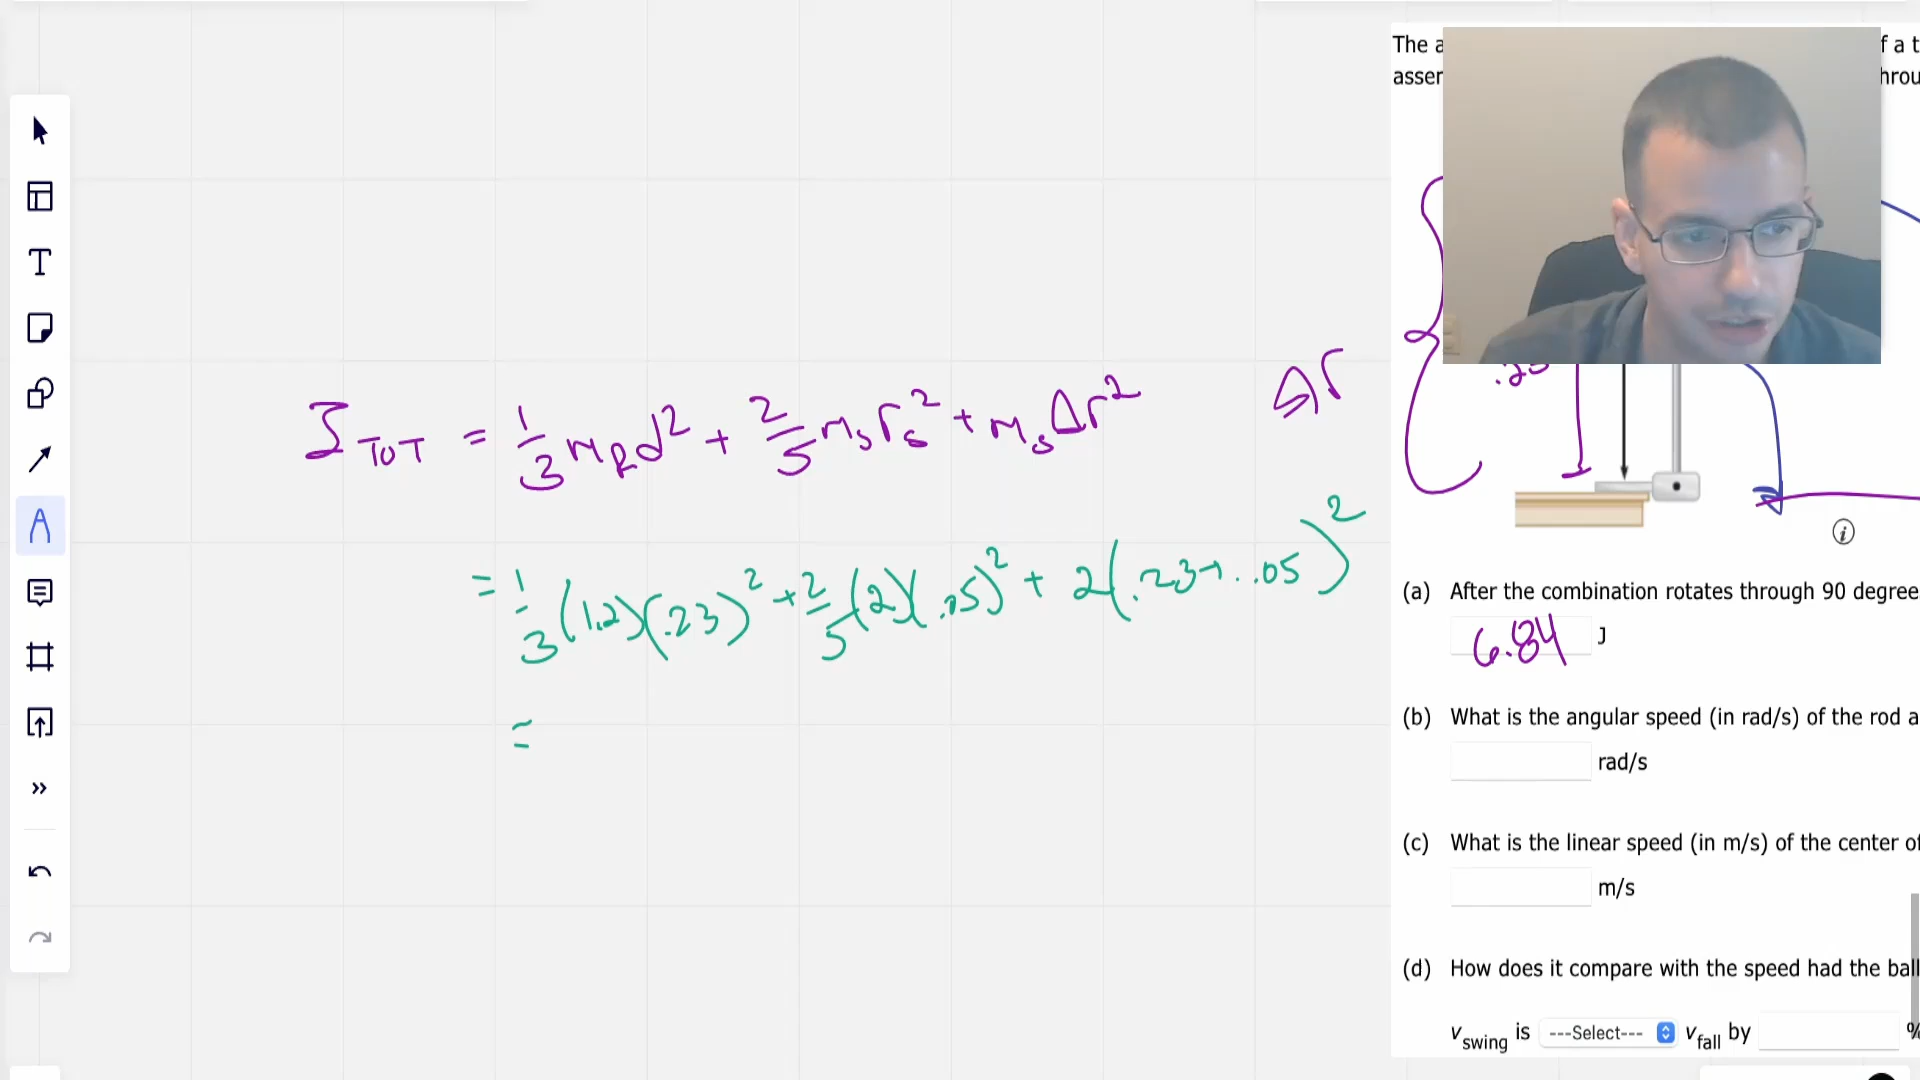 The a
f a t
asser
hrou
I_TOT = 1/3 m_R d² + 2/5 m_s r_s² + m_s Δr²
Δr
= 1/3 (1.2)(.23)² + 2/5 (2)(.05)² + 2(.23+ ..05)²
=
(a) After the combination rotates through 90 degree
6.84 J
(b) What is the angular speed (in rad/s) of the rod a
rad/s
(c) What is the linear speed (in m/s) of the center of
m/s
(d) How does it compare with the speed had the ball
v_swing is ---Select--- v_fall by %